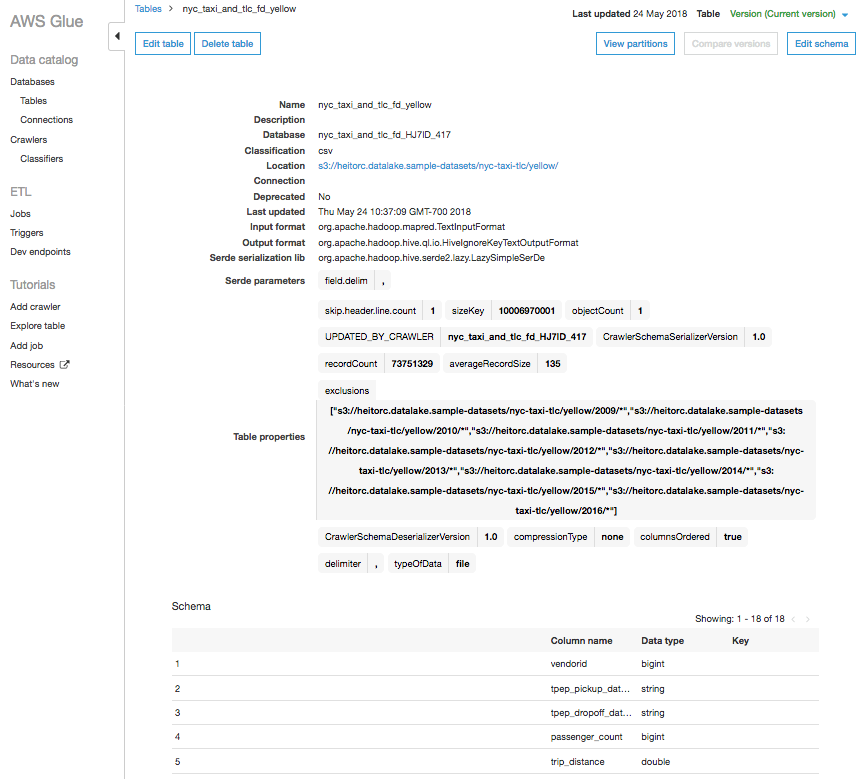 AWS Glue
Data catalog
Databases
Tables
Connections
Crawlers
Classifiers
ETL
Jobs
Triggers
Dev endpoints
Tutorials
Add crawler
Explore table
Add job
Resources
What's new
Tables > nyc_taxi_and_tlc_fd_yellow
Last updated 24 May 2018 Table Version (Current version)
Edit table Delete table View partitions Compare versions Edit schema
Name nyc_taxi_and_tlc_fd_yellow
Description
Database nyc_taxi_and_tlc_fd_HJ7ID_417
Classification csv
Location s3://heitorc.datalake.sample-datasets/nyc-taxi-tlc/yellow/
Connection
Deprecated No
Last updated Thu May 24 10:37:09 GMT-700 2018
Input format org.apache.hadoop.mapred.TextInputFormat
Output format org.apache.hadoop.hive.ql.io.HiveIgnoreKeyTextOutputFormat
Serde serialization lib org.apache.hadoop.hive.serde2.lazy.LazySimpleSerDe
Serde parameters field.delim ,
skip.header.line.count 1 sizeKey 10006970001 objectCount 1
UPDATED_BY_CRAWLER nyc_taxi_and_tlc_fd_HJ7ID_417 CrawlerSchemaSerializerVersion 1.0
recordCount 73751329 averageRecordSize 135
exclusions
["s3://heitorc.datalake.sample-datasets/nyc-taxi-tlc/yellow/2009/*","s3://heitorc.datalake.sample-datasets
/nyc-taxi-tlc/yellow/2010/*","s3://heitorc.datalake.sample-datasets/nyc-taxi-tlc/yellow/2011/*","s3:
Table properties //heitorc.datalake.sample-datasets/nyc-taxi-tlc/yellow/2012/*","s3://heitorc.datalake.sample-datasets/nyc-
taxi-tlc/yellow/2013/*","s3://heitorc.datalake.sample-datasets/nyc-taxi-tlc/yellow/2014/*","s3:
//heitorc.datalake.sample-datasets/nyc-taxi-tlc/yellow/2015/*","s3://heitorc.datalake.sample-datasets/nyc-
taxi-tlc/yellow/2016/*"]
CrawlerSchemaDeserializerVersion 1.0 compressionType none columnsOrdered true
delimiter , typeOfData file
Schema
Showing: 1 - 18 of 18 < >
Column name Data type Key
1 vendorid bigint
2 tpep_pickup_dat... string
3 tpep_dropoff_dat... string
4 passenger_count bigint
5 trip_distance double